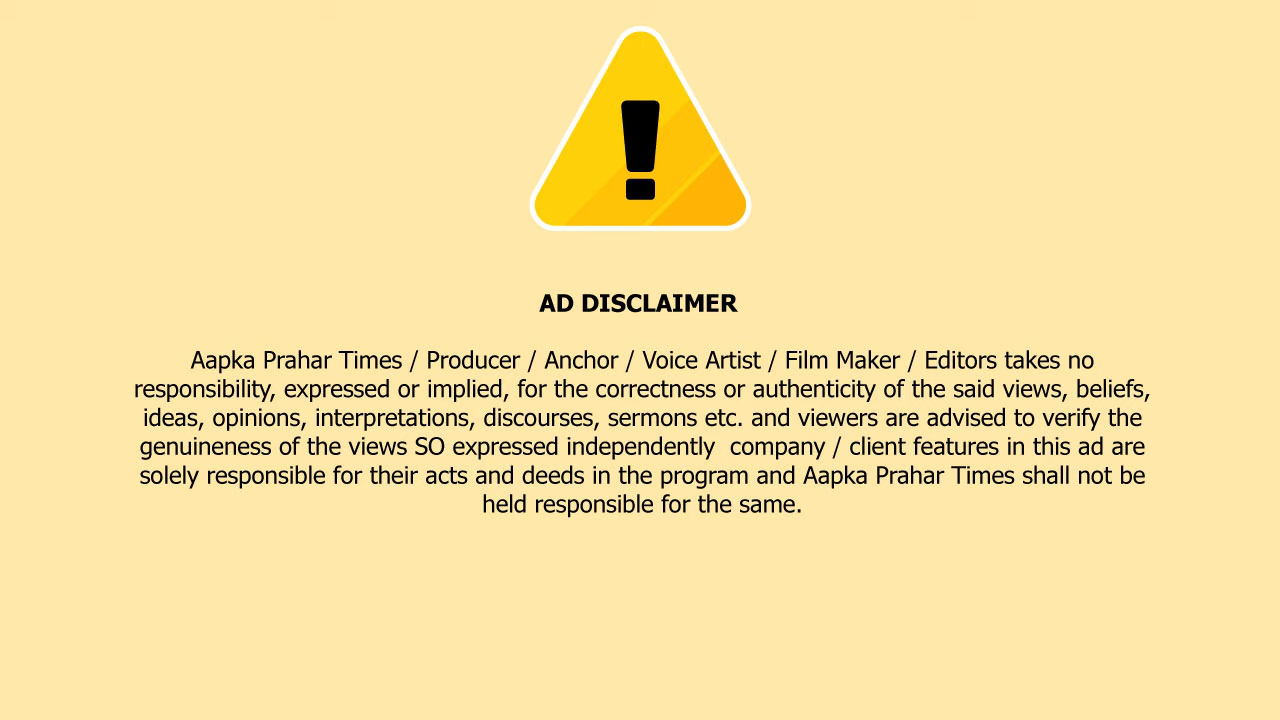 AD DISCLAIMER
Aapka Prahar Times / Producer / Anchor / Voice Artist / Film Maker / Editors takes no
responsibility, expressed or implied, for the correctness or authenticity of the said views, beliefs,
ideas, opinions, interpretations, discourses, sermons etc. and viewers are advised to verify the
genuineness of the views SO expressed independently  company / client features in this ad are
solely responsible for their acts and deeds in the program and Aapka Prahar Times shall not be
held responsible for the same.